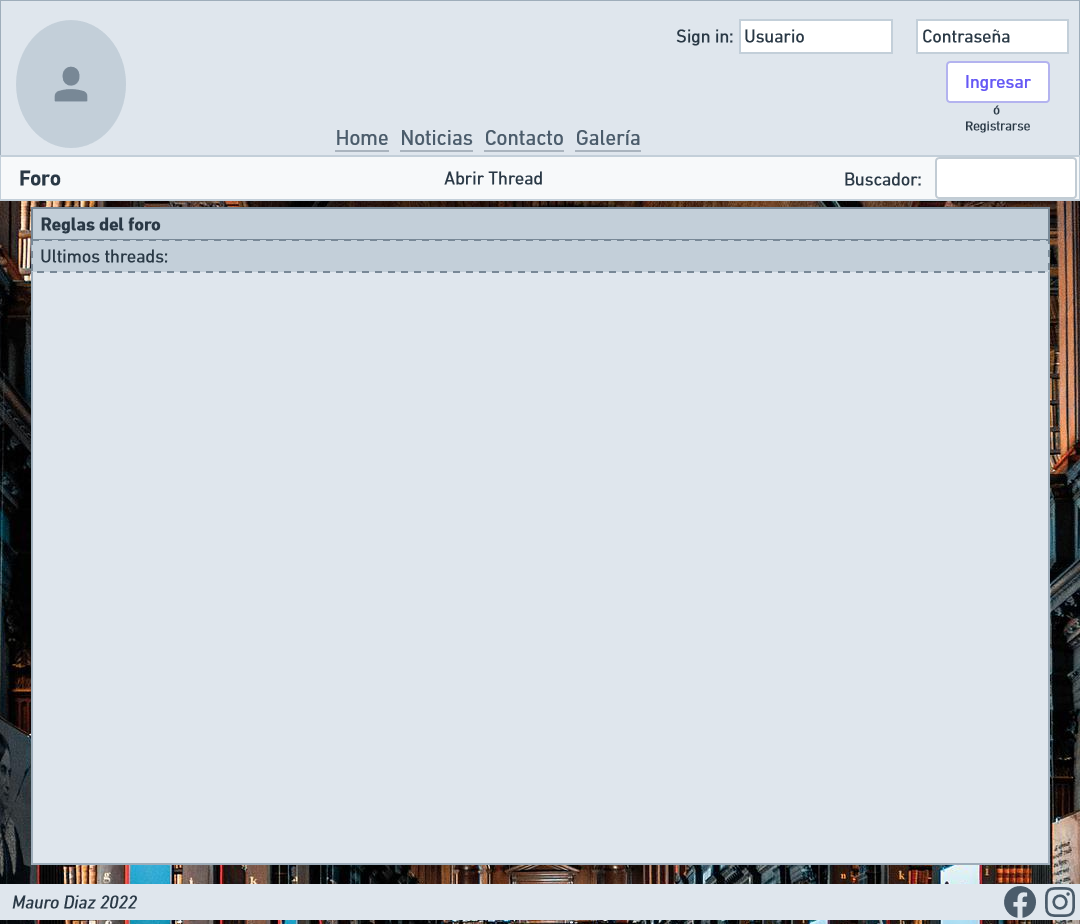 Sign in: Usuario Contraseña
Ingresar
ó
Registrarse
Home Noticias Contacto Galería
Foro Abrir Thread Buscador:
Reglas del foro
Ultimos threads:
Mauro Diaz 2022